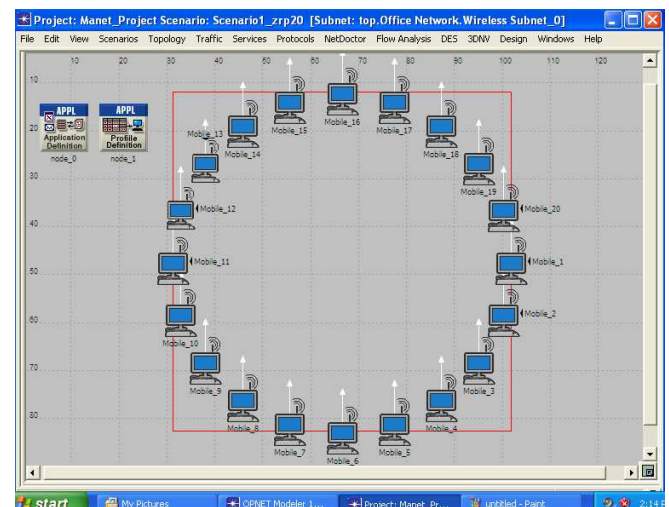 Project: Manet_Project Scenario: Scenario1_zrp20 [Subnet: top.Office Network.Wireless Subnet_0]
File Edit View Scenarios Topology Traffic Services Protocols NetDoctor Flow Analysis DES 3DNV Design Windows Help
10 20 30 40 50 60 70 80 90 100 110 120
10
APPL APPL
Mobile_15 Mobile_16 Mobile_17
20
Application Definition
Profile Definition
Mobile_13
node_0 node_1
Mobile_14 Mobile_18
30
Mobile_19
Mobile_12 Mobile_20
40
Mobile_11 Mobile_1
50
Mobile_2
60
Mobile_10
70
Mobile_9 Mobile_3
80
Mobile_8 Mobile_4
Mobile_7 Mobile_6 Mobile_5
start My Pictures OPNET Modeler 1... Project: Manet_Pr... untitled - Paint